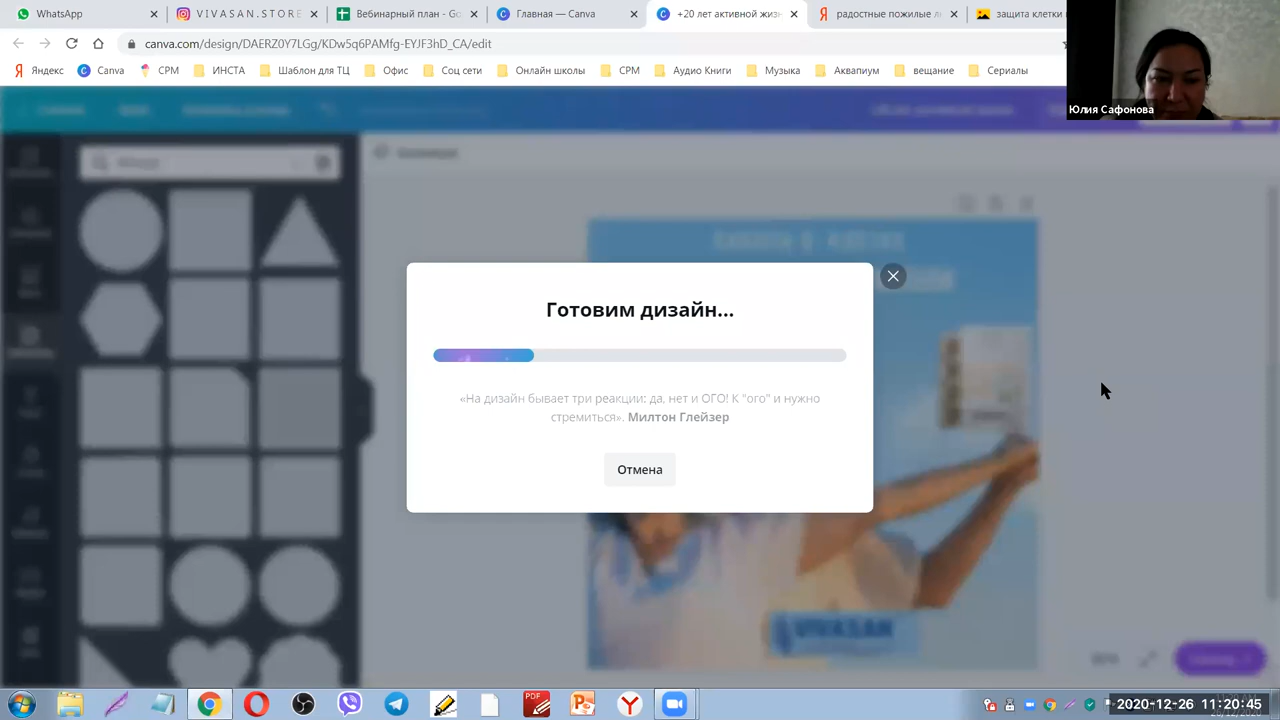 WhatsApp
V I V A S A N . S T O R E
Вебинарный план - Go
Главная — Canva
+20 лет активной жизн
радостные пожилые л
защита клетки
canva.com/design/DAERZ0Y7LGg/KDw5q6PAMfg-EYJF3hD_CA/edit
Яндекс
Canva
СРМ
ИНСТА
Шаблон для ТЦ
Офис
Соц сети
Онлайн школы
СРМ
Аудио Книги
Музыка
Аквапиум
вещание
Сериалы
Юлия Сафонова
Готовим дизайн...
«На дизайн бывает три реакции: да, нет и ОГО! К "ого" и нужно
стремиться». Милтон Глейзер
Отмена
VIVASAN
2020-12-26 11:20:45